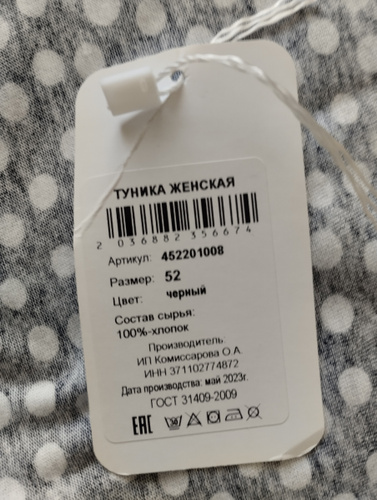 ТУНИКА ЖЕНСКАЯ
2 036882 356674
Артикул: 452201008
Размер: 52
Цвет: черный
Состав сырья:
100%-хлопок
Производитель:
ИП Комиссарова О.А.
ИНН 371102774872
Дата производства: май 2023г.
ГОСТ 31409-2009
EAC